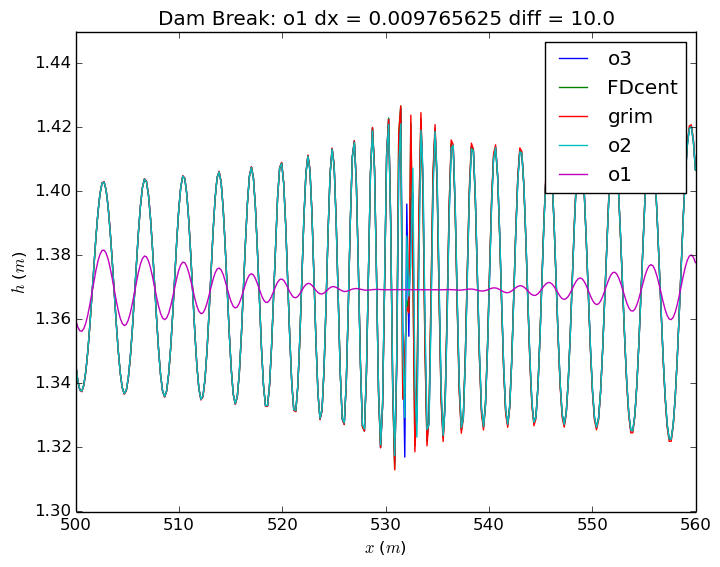 Dam Break: o1 dx = 0.009765625 diff = 10.0
1.44
1.42
1.40
1.38
1.36
1.34
1.32
1.30
h (m)
o3
FDcent
grim
o2
o1
500
510
520
530
540
550
560
x (m)